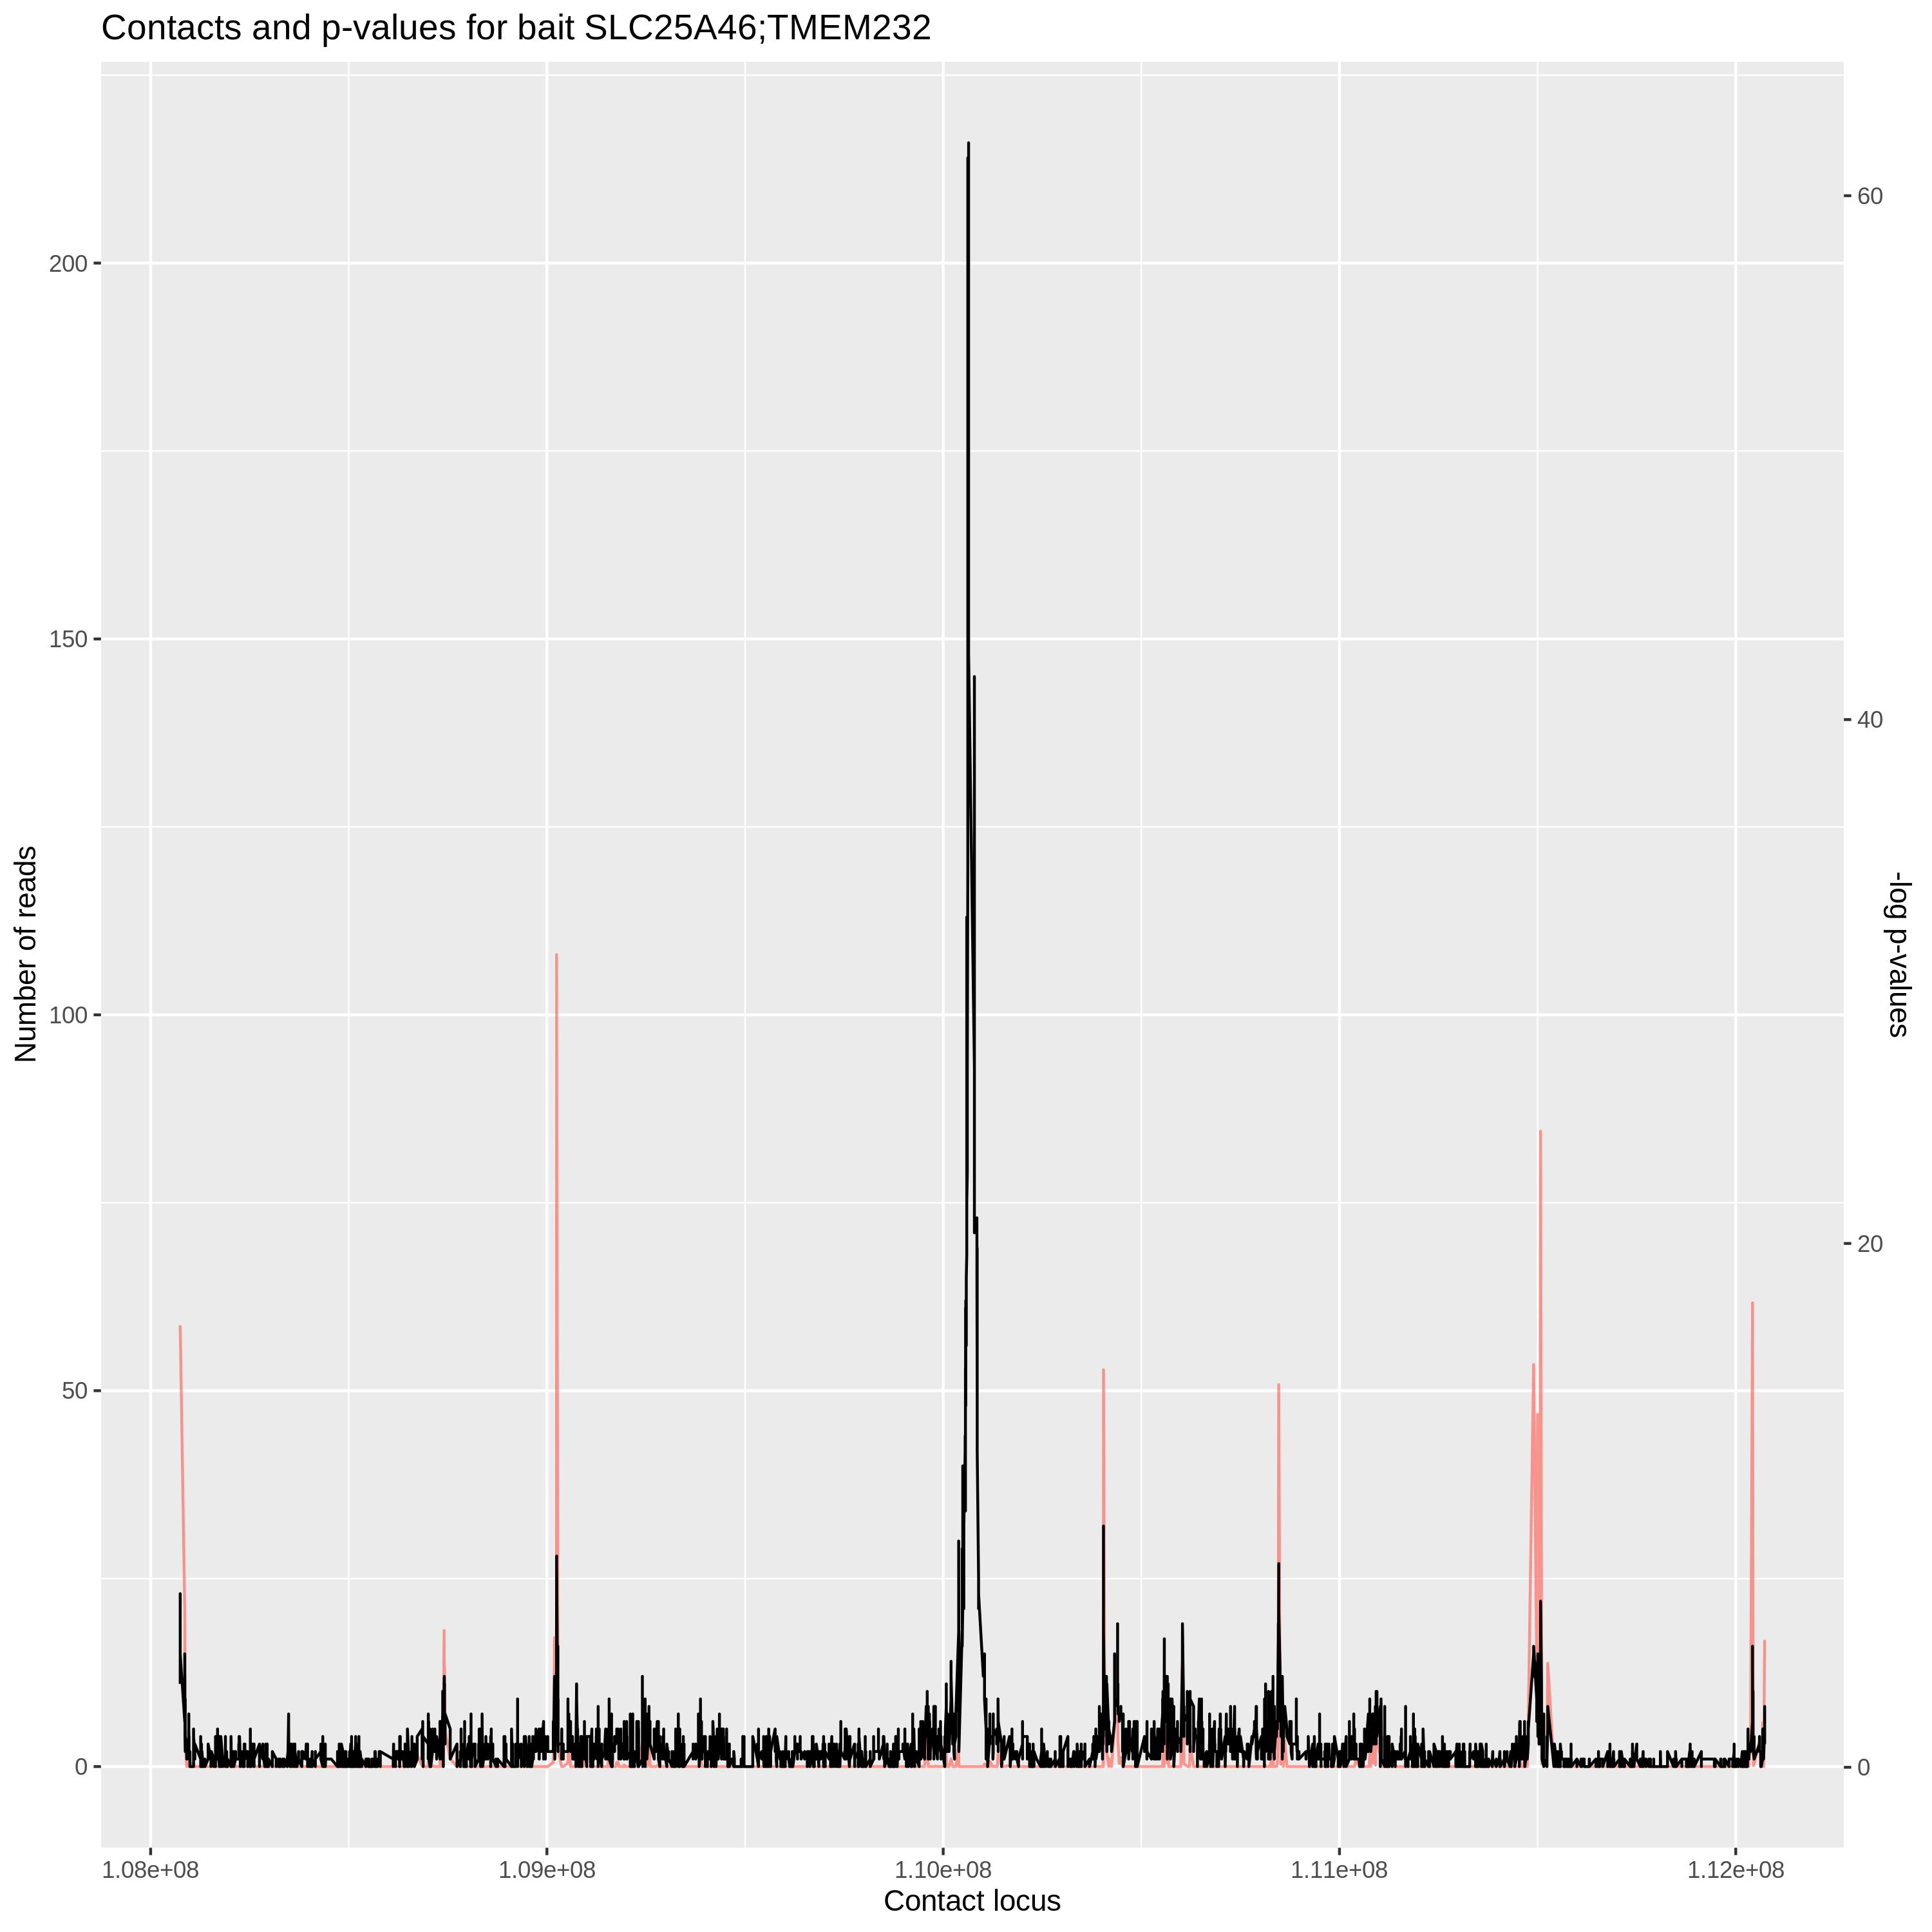 Contacts and p-values for bait SLC25A46;TMEM232
200
150
100
50
0
Number of reads
60
40
20
0
-log p-values
1.08e+08 1.09e+08 1.10e+08 1.11e+08 1.12e+08
Contact locus